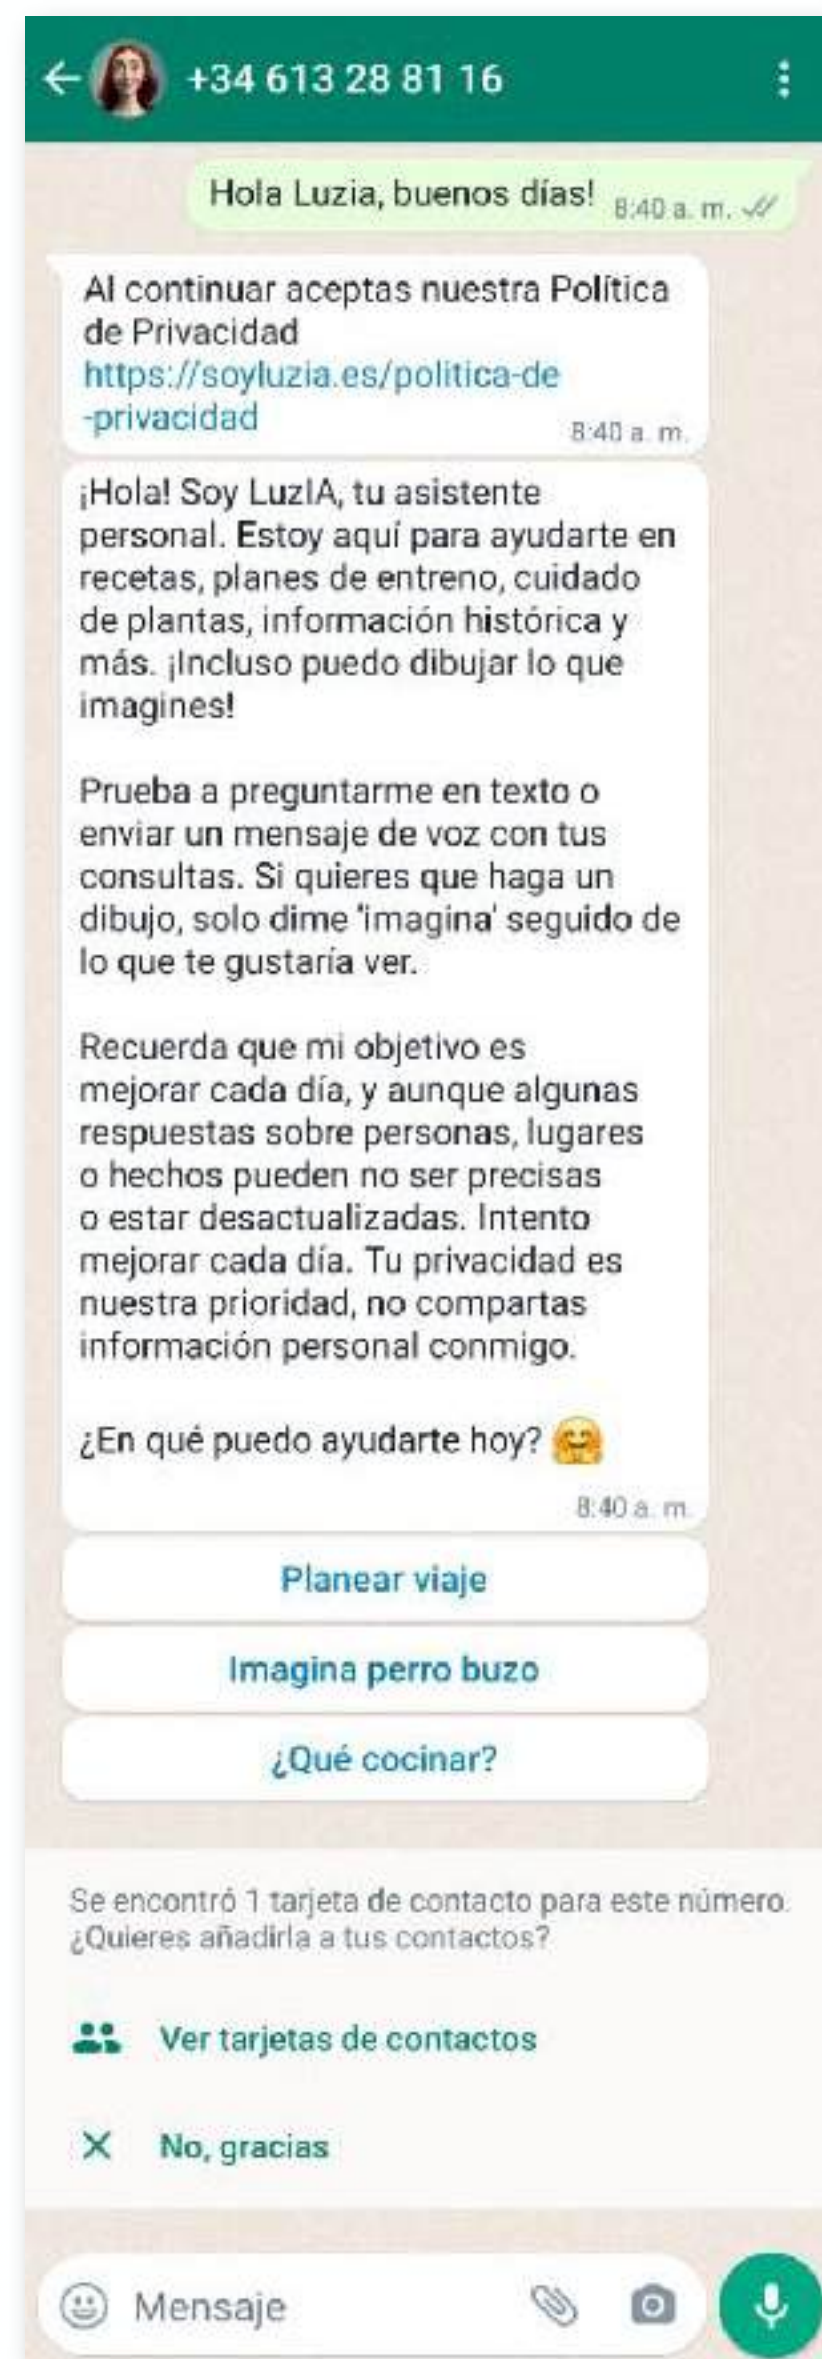 +34 613 28 81 16
Hola Luzia, buenos días!
8:40 a. m.
Al continuar aceptas nuestra Política
de Privacidad
https://soyluzia.es/politica-de
-privacidad
8:40 a. m.
¡Hola! Soy LuzIA, tu asistente
personal. Estoy aquí para ayudarte en
recetas, planes de entreno, cuidado
de plantas, información histórica y
más. ¡Incluso puedo dibujar lo que
imagines!
Prueba a preguntarme en texto o
enviar un mensaje de voz con tus
consultas. Si quieres que haga un
dibujo, solo dime 'imagina' seguido de
lo que te gustaría ver.
Recuerda que mi objetivo es
mejorar cada día, y aunque algunas
respuestas sobre personas, lugares
o hechos pueden no ser precisas
o estar desactualizadas. Intento
mejorar cada día. Tu privacidad es
nuestra prioridad, no compartas
información personal conmigo.
¿En qué puedo ayudarte hoy? 🤗
8:40 a. m.
Planear viaje
Imagina perro buzo
¿Qué cocinar?
Se encontró 1 tarjeta de contacto para este número.
¿Quieres añadirla a tus contactos?
Ver tarjetas de contactos
No, gracias
Mensaje